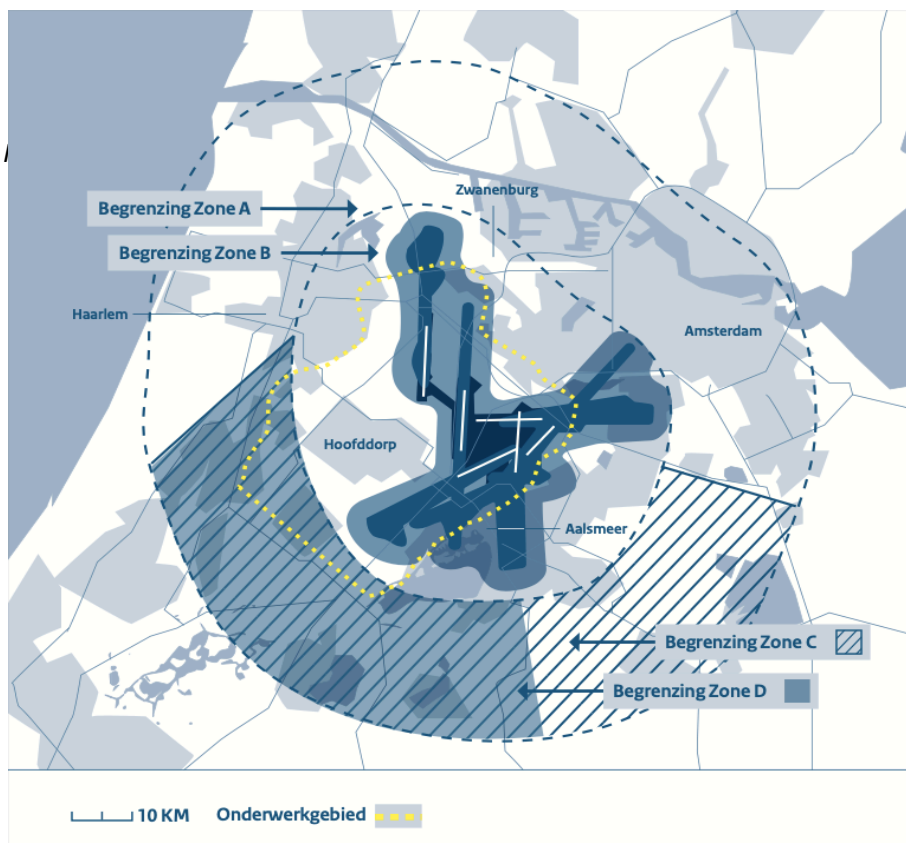 Zwanenburg
Begrenzing Zone A
Begrenzing Zone B
Haarlem
Amsterdam
Hoofddorp
Aalsmeer
Begrenzing Zone C
Begrenzing Zone D
10 KM
Onderwerkgebied